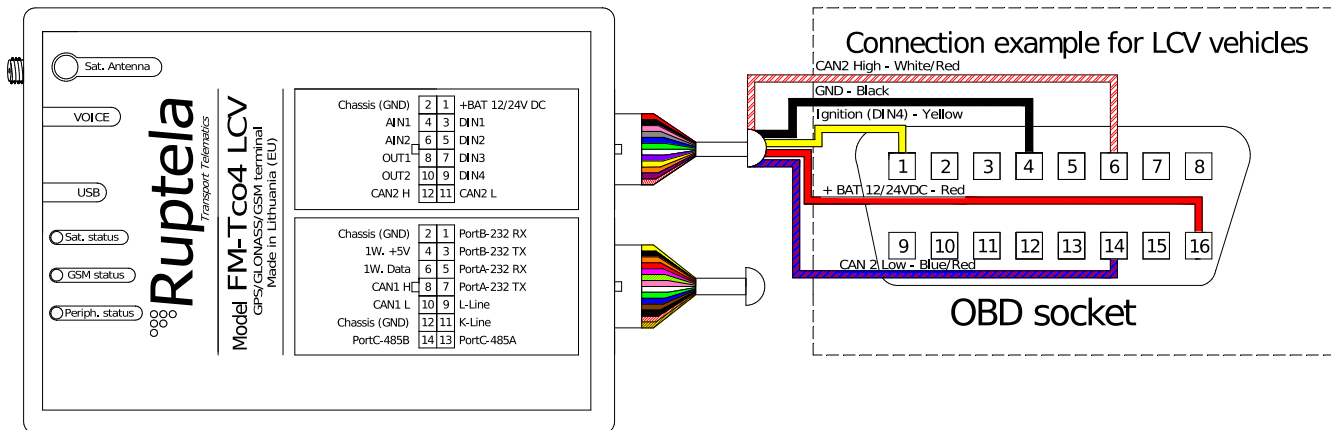 Sat. Antenna
VOICE
USB
Sat. status
GSM status
Periph. status
Ruptela
Transport Telematics
Model FM-Tco4 LCV
GPS/GLONASS/GSM terminal
Made in Lithuania (EU)
Chassis (GND) 2 1 +BAT 12/24V DC
AIN1 4 3 DIN1
AIN2 6 5 DIN2
OUT1 8 7 DIN3
OUT2 10 9 DIN4
CAN2 H 12 11 CAN2 L
Chassis (GND) 2 1 PortB-232 RX
1W. +5V 4 3 PortB-232 TX
1W. Data 6 5 PortA-232 RX
CAN1 H 8 7 PortA-232 TX
CAN1 L 10 9 L-Line
Chassis (GND) 12 11 K-Line
PortC-485B 14 13 PortC-485A
Connection example for LCV vehicles
CAN2 High - White/Red
GND - Black
Ignition (DIN4) - Yellow
1 2 3 4 5 6 7 8
+ BAT 12/24VDC - Red
9 10 11 12 13 14 15 16
CAN 2 Low - Blue/Red
OBD socket